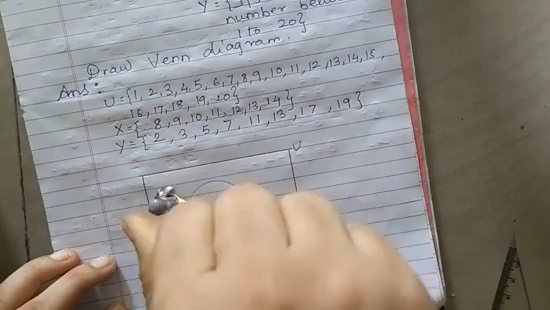 Y = {
number betw
1 to 20}
Draw Venn diagram.
Ans:
U = {1, 2, 3, 4, 5, 6, 7, 8, 9, 10, 11, 12, 13, 14, 15,
16, 17, 18, 19, 20}
X = { 8, 9, 10, 11, 12, 13, 14}
Y = { 2, 3, 5, 7, 11, 13, 17, 19}
U